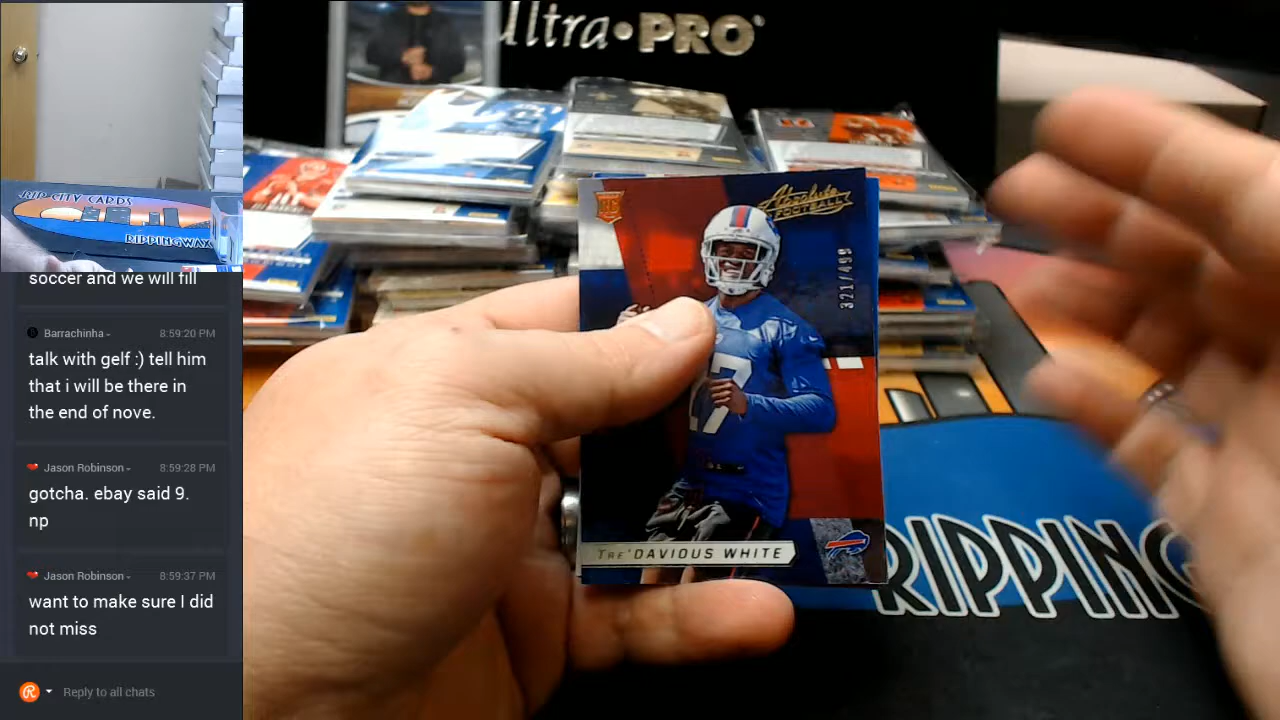 Ultra•PRO®
RIP CITY CARDS
RIPPINGWAX
soccer and we will fill
Barrachinha
8:59:20 PM
talk with gelf :) tell him
that i will be there in
the end of nove.
Jason Robinson
8:59:28 PM
gotcha. ebay said 9.
np
Jason Robinson
8:59:37 PM
want to make sure I did
not miss
Reply to all chats
RC
Absolute
FOOTBALL
321/499
TRE'DAVIOUS WHITE
RIPPING